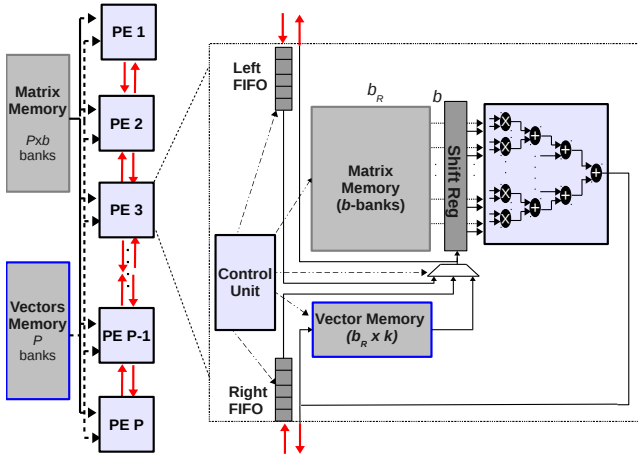 Matrix
Memory
Pxb
banks
Vectors
Memory
P
banks
PE 1
PE 2
PE 3
PE P-1
PE P
Left
FIFO
b_R
b
Matrix
Memory
(b-banks)
Shift Reg
Control
Unit
Vector Memory
(b_R x k)
Right
FIFO